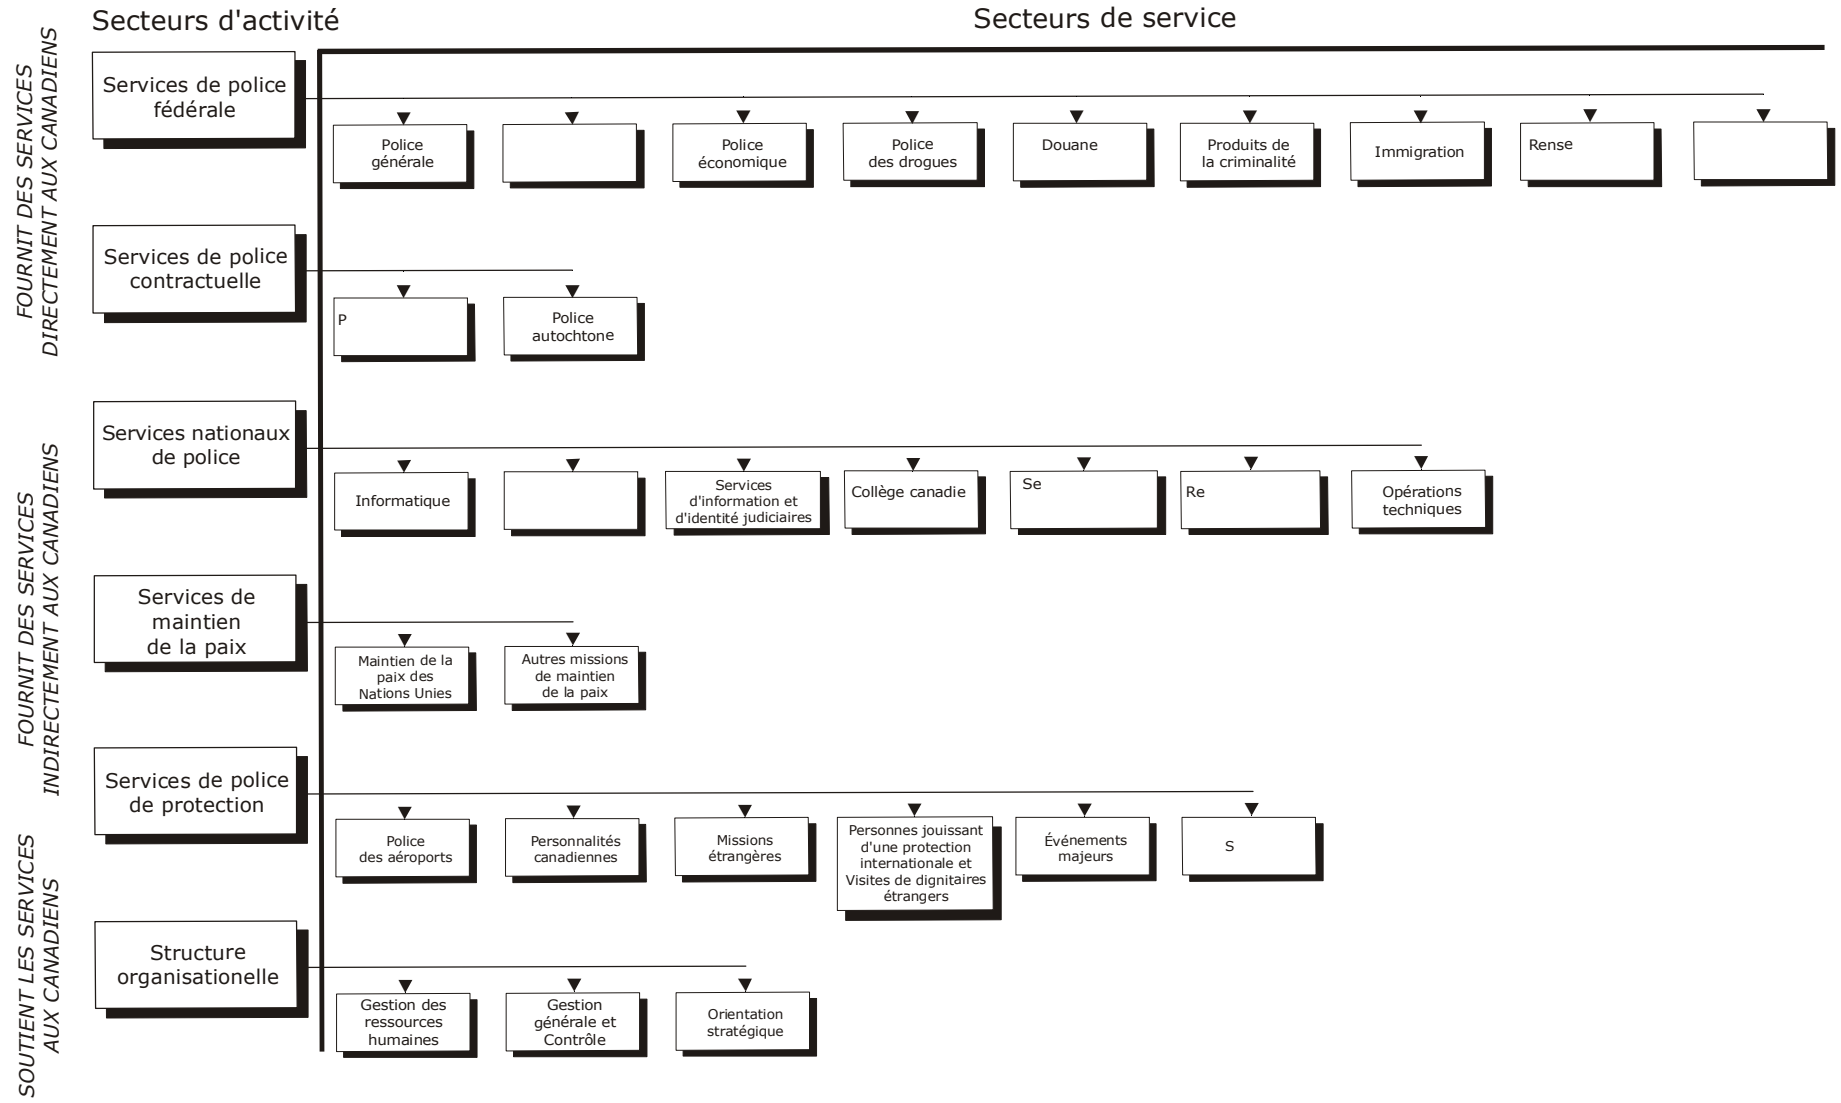 Secteurs d'activité
Secteurs de service
FOURNIT DES SERVICES
DIRECTEMENT AUX CANADIENS
Services de police
fédérale
Police
générale
Police
économique
Police
des drogues
Douane
Produits de
la criminalité
Immigration
Rense
Services de police
contractuelle
P
Police
autochtone
FOURNIT DES SERVICES
INDIRECTEMENT AUX CANADIENS
Services nationaux
de police
Informatique
Services
d'information et
d'identité judiciaires
Collège canadie
Se
Re
Opérations
techniques
Services de
maintien
de la paix
Maintien de la
paix des
Nations Unies
Autres missions
de maintien
de la paix
Services de police
de protection
Police
des aéroports
Personnalités
canadiennes
Missions
étrangères
Personnes jouissant
d'une protection
internationale et
Visites de dignitaires
étrangers
Événements
majeurs
S
SOUTIENT LES SERVICES
AUX CANADIENS
Structure
organisationelle
Gestion des
ressources
humaines
Gestion
générale et
Contrôle
Orientation
stratégique